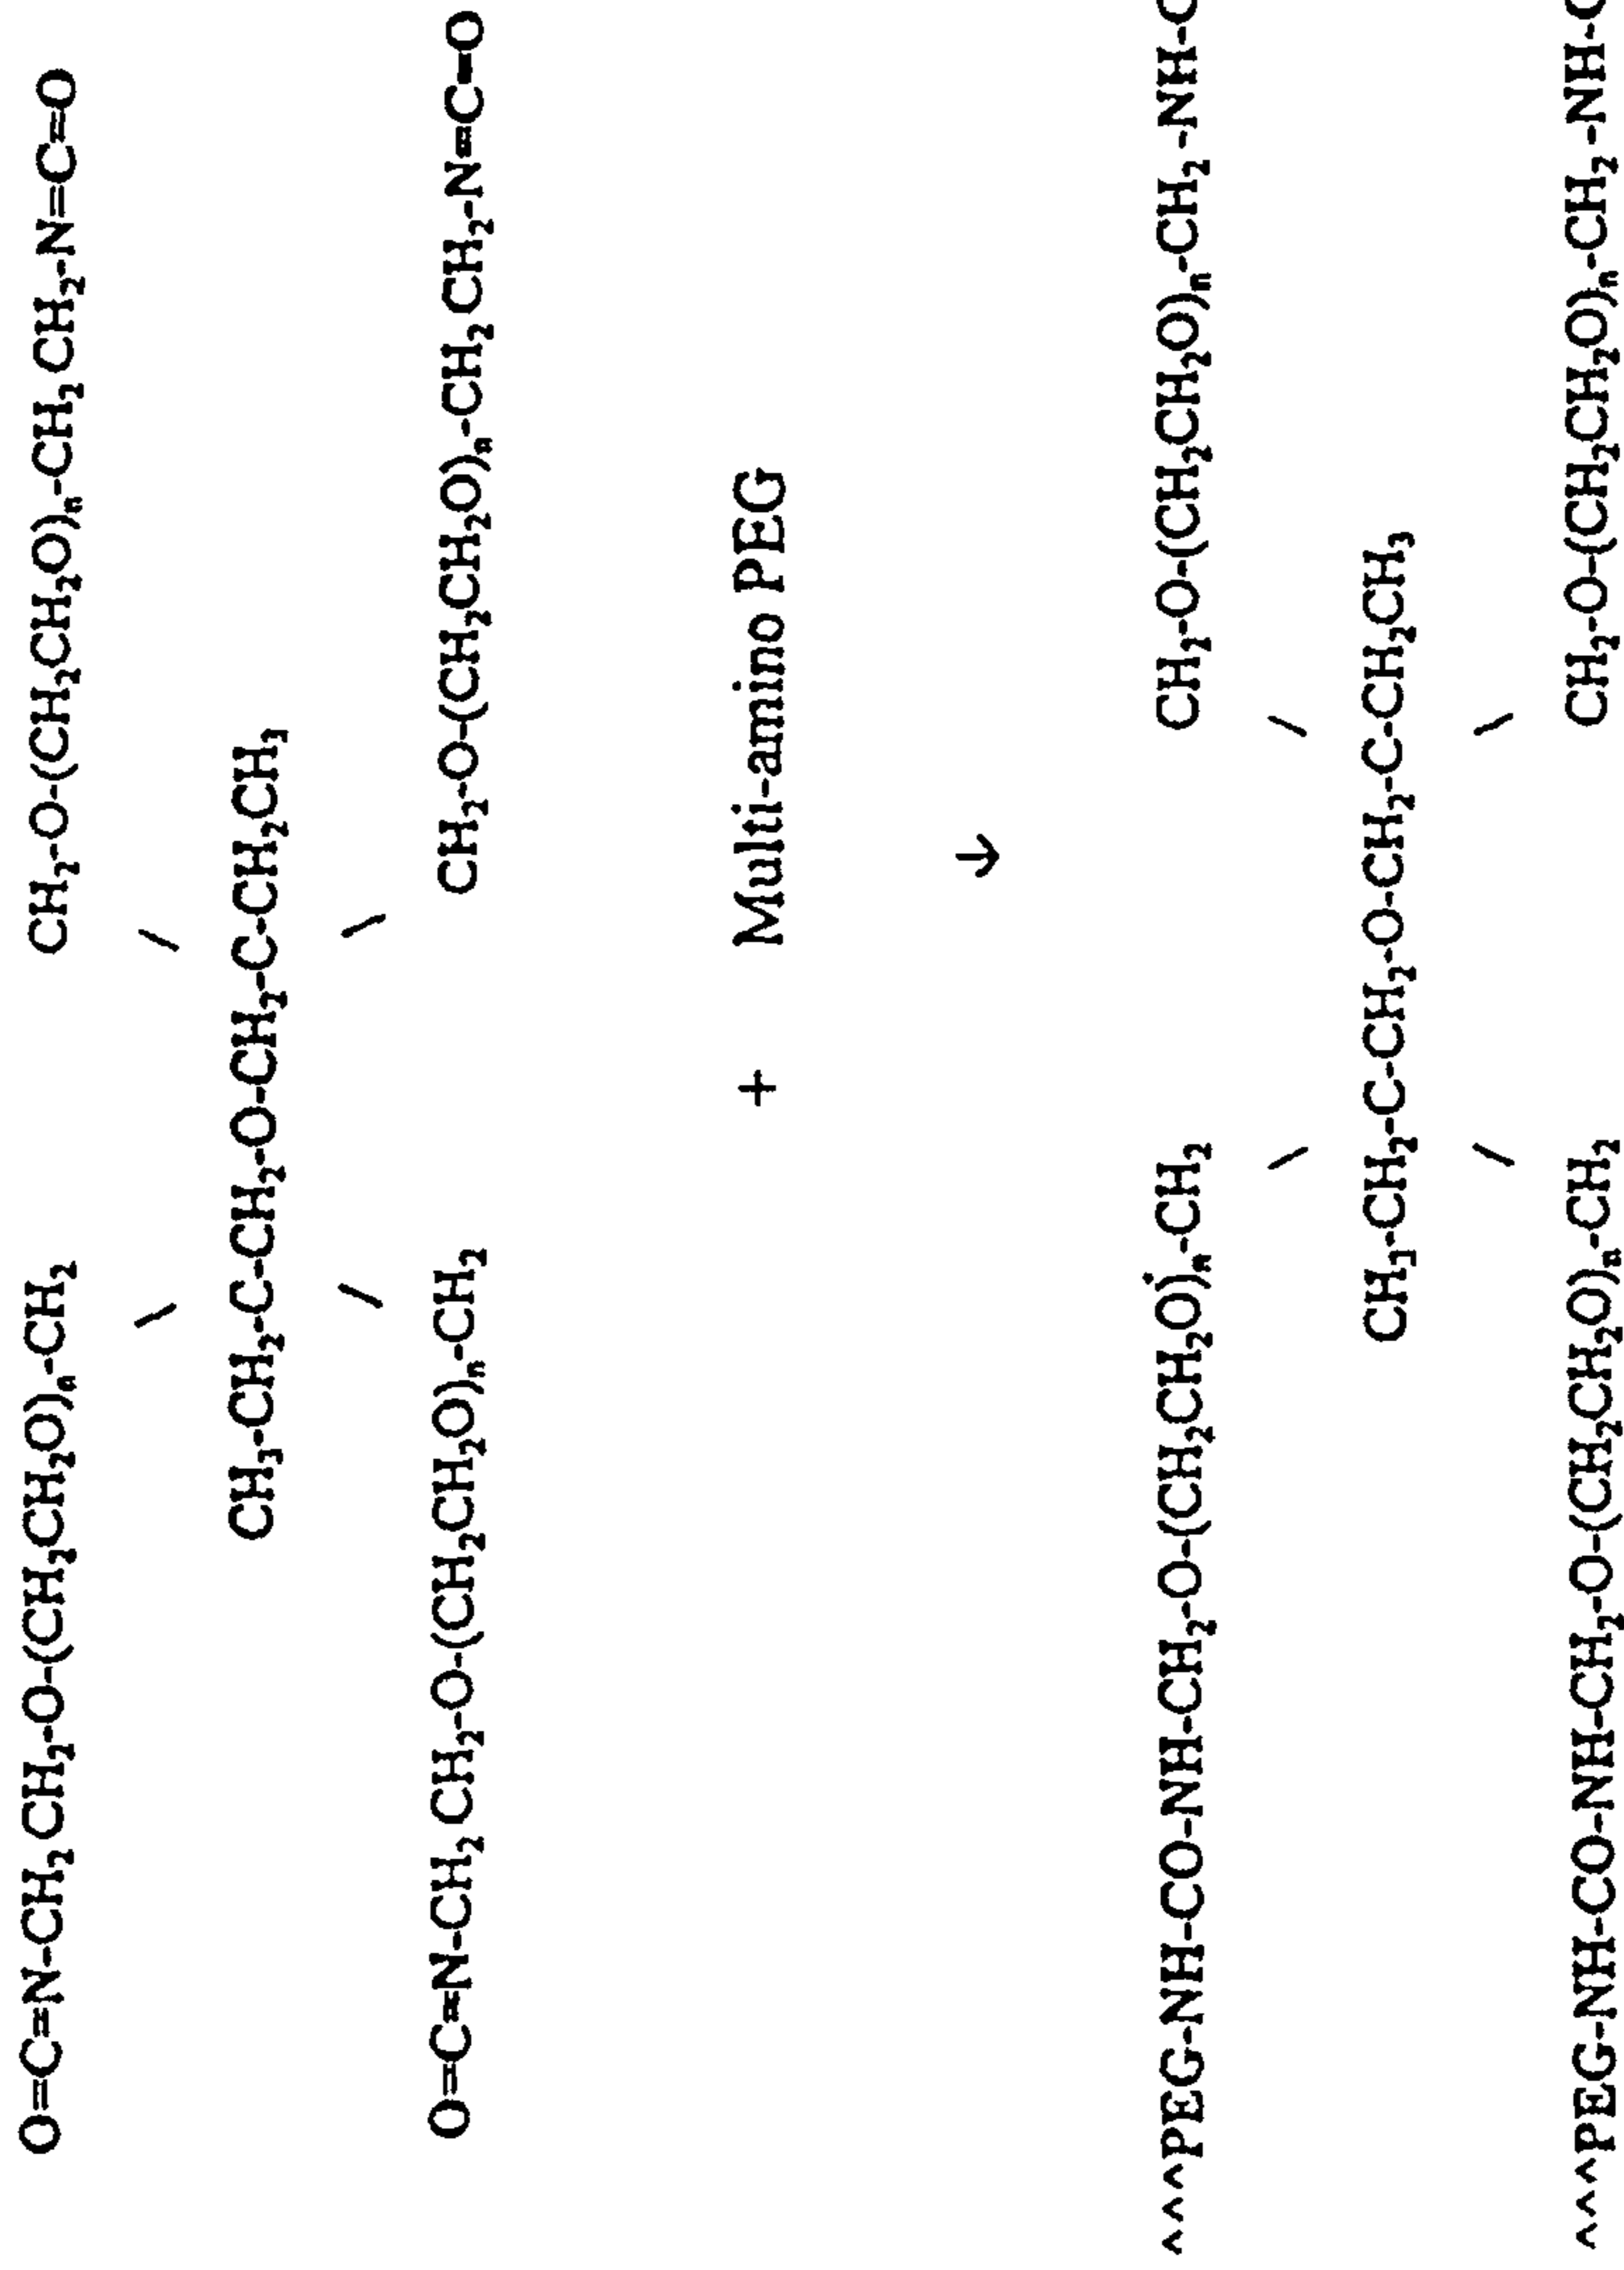 O=C=N-CH₂CH₂-O-(CH₂CH₂O)ₙ-CH₂ CH₂-O-(CH₂CH₂O)ₙ-CH₂CH₂-N=C=O
\ /
CH₃-CH₂-C-CH₂-O-CH₂-C-CH₂CH₃
/ \
O=C=N-CH₂CH₂-O-(CH₂CH₂O)ₙ-CH₂ CH₂-O-(CH₂CH₂O)ₙ-CH₂CH₂-N=C=O
+ Multi-amino PEG
↓
^^^PEG-NH-CO-NH-CH₂-O-(CH₂CH₂O)ₙ-CH₂ CH₂-O-(CH₂CH₂O)ₙ-CH₂-NH-C
\ /
CH₃-CH₂-C-CH₂-O-CH₂-C-CH₂CH₃
/ \
^^^PEG-NH-CO-NH-CH₂-O-(CH₂CH₂O)ₙ-CH₂ CH₂-O-(CH₂CH₂O)ₙ-CH₂-NH-C